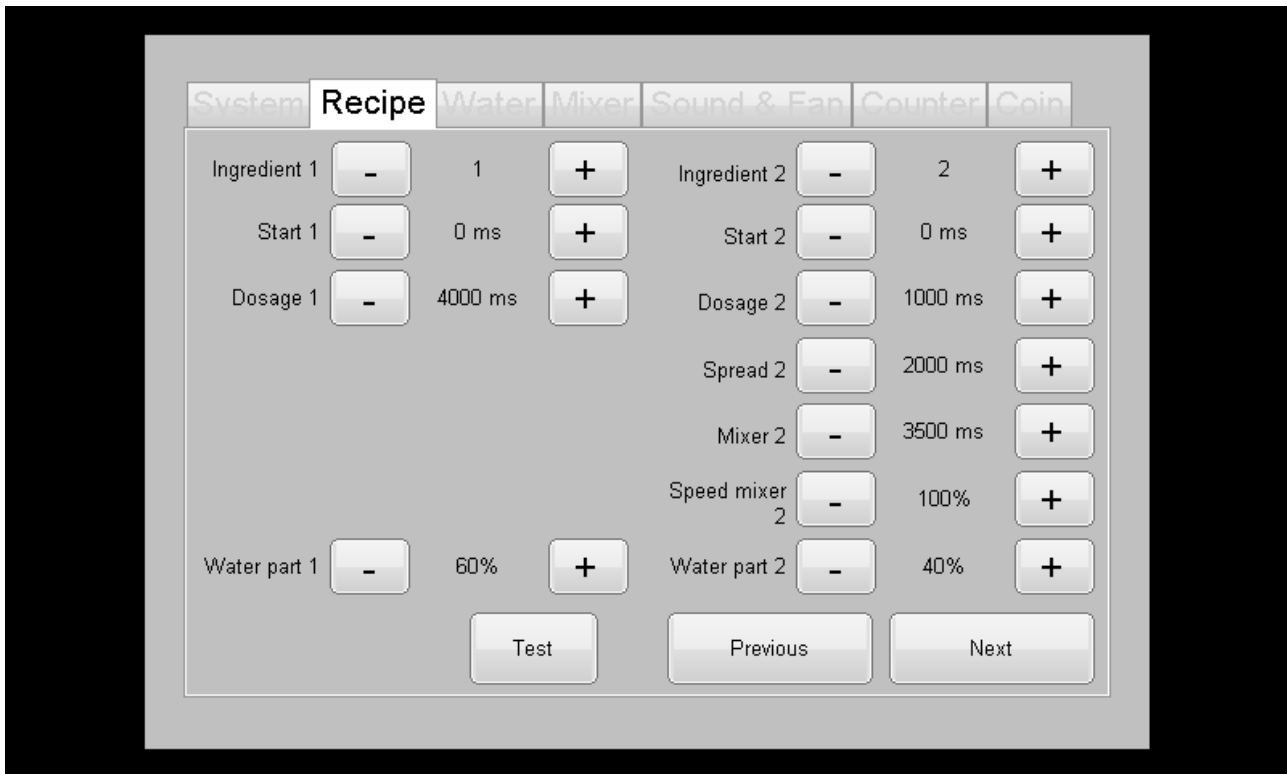 System Recipe Water Mixer Sound & Fan Counter Coin
Ingredient 1 - 1 + Ingredient 2 - 2 +
Start 1 - 0 ms + Start 2 - 0 ms +
Dosage 1 - 4000 ms + Dosage 2 - 1000 ms +
Spread 2 - 2000 ms +
Mixer 2 - 3500 ms +
Speed mixer
2 - 100% +
Water part 1 - 60% + Water part 2 - 40% +
Test Previous Next